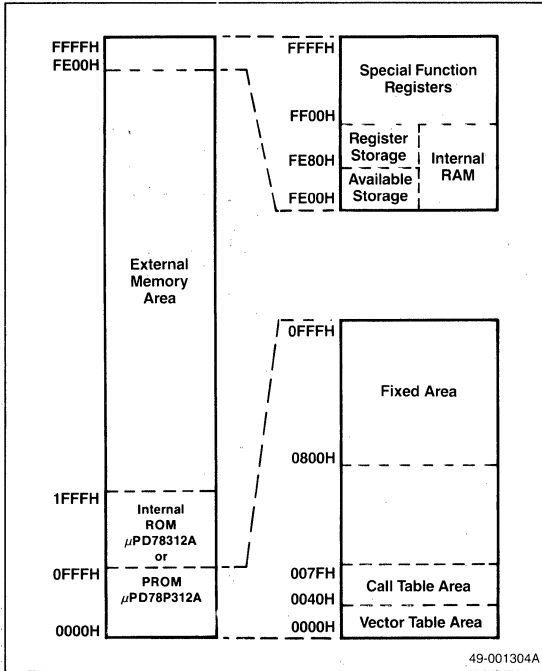 FFFFH
FE00H
External
Memory
Area
1FFFH
Internal
ROM
μPD78312A
or
0FFFH
PROM
μPD78P312A
0000H
FFFFH
Special Function
Registers
FF00H
Register
Storage
Internal
RAM
FE80H
Available
Storage
FE00H
0FFFH
Fixed Area
0800H
007FH
Call Table Area
0040H
Vector Table Area
0000H
49-001304A